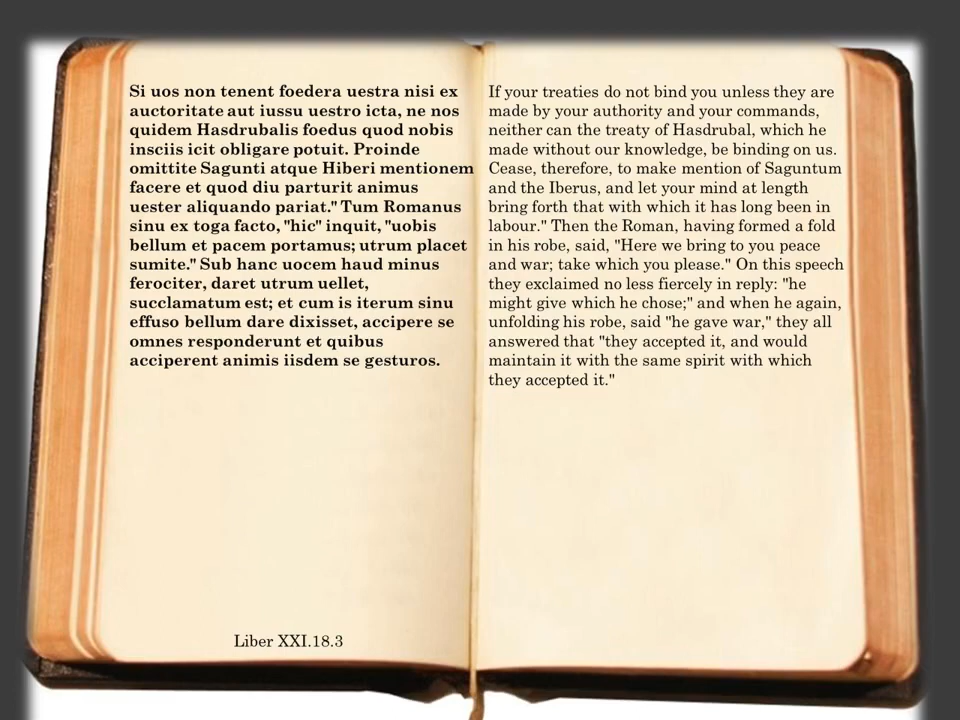 Si uos non tenent foedera uestra nisi ex
auctoritate aut iussu uestro icta, ne nos
quidem Hasdrubalis foedus quod nobis
insciis icit obligare potuit. Proinde
omittite Sagunti atque Hiberi mentionem
facere et quod diu parturit animus
uester aliquando pariat." Tum Romanus
sinu ex toga facto, "hic" inquit, "uobis
bellum et pacem portamus; utrum placet
sumite." Sub hanc uocem haud minus
ferociter, daret utrum uellet,
succlamatum est; et cum is iterum sinu
effuso bellum dare dixisset, accipere se
omnes responderunt et quibus
acciperent animis iisdem se gesturos.
Liber XXI.18.3
If your treaties do not bind you unless they are
made by your authority and your commands,
neither can the treaty of Hasdrubal, which he
made without our knowledge, be binding on us.
Cease, therefore, to make mention of Saguntum
and the Iberus, and let your mind at length
bring forth that with which it has long been in
labour." Then the Roman, having formed a fold
in his robe, said, "Here we bring to you peace
and war; take which you please." On this speech
they exclaimed no less fiercely in reply: "he
might give which he chose;" and when he again,
unfolding his robe, said "he gave war," they all
answered that "they accepted it, and would
maintain it with the same spirit with which
they accepted it."